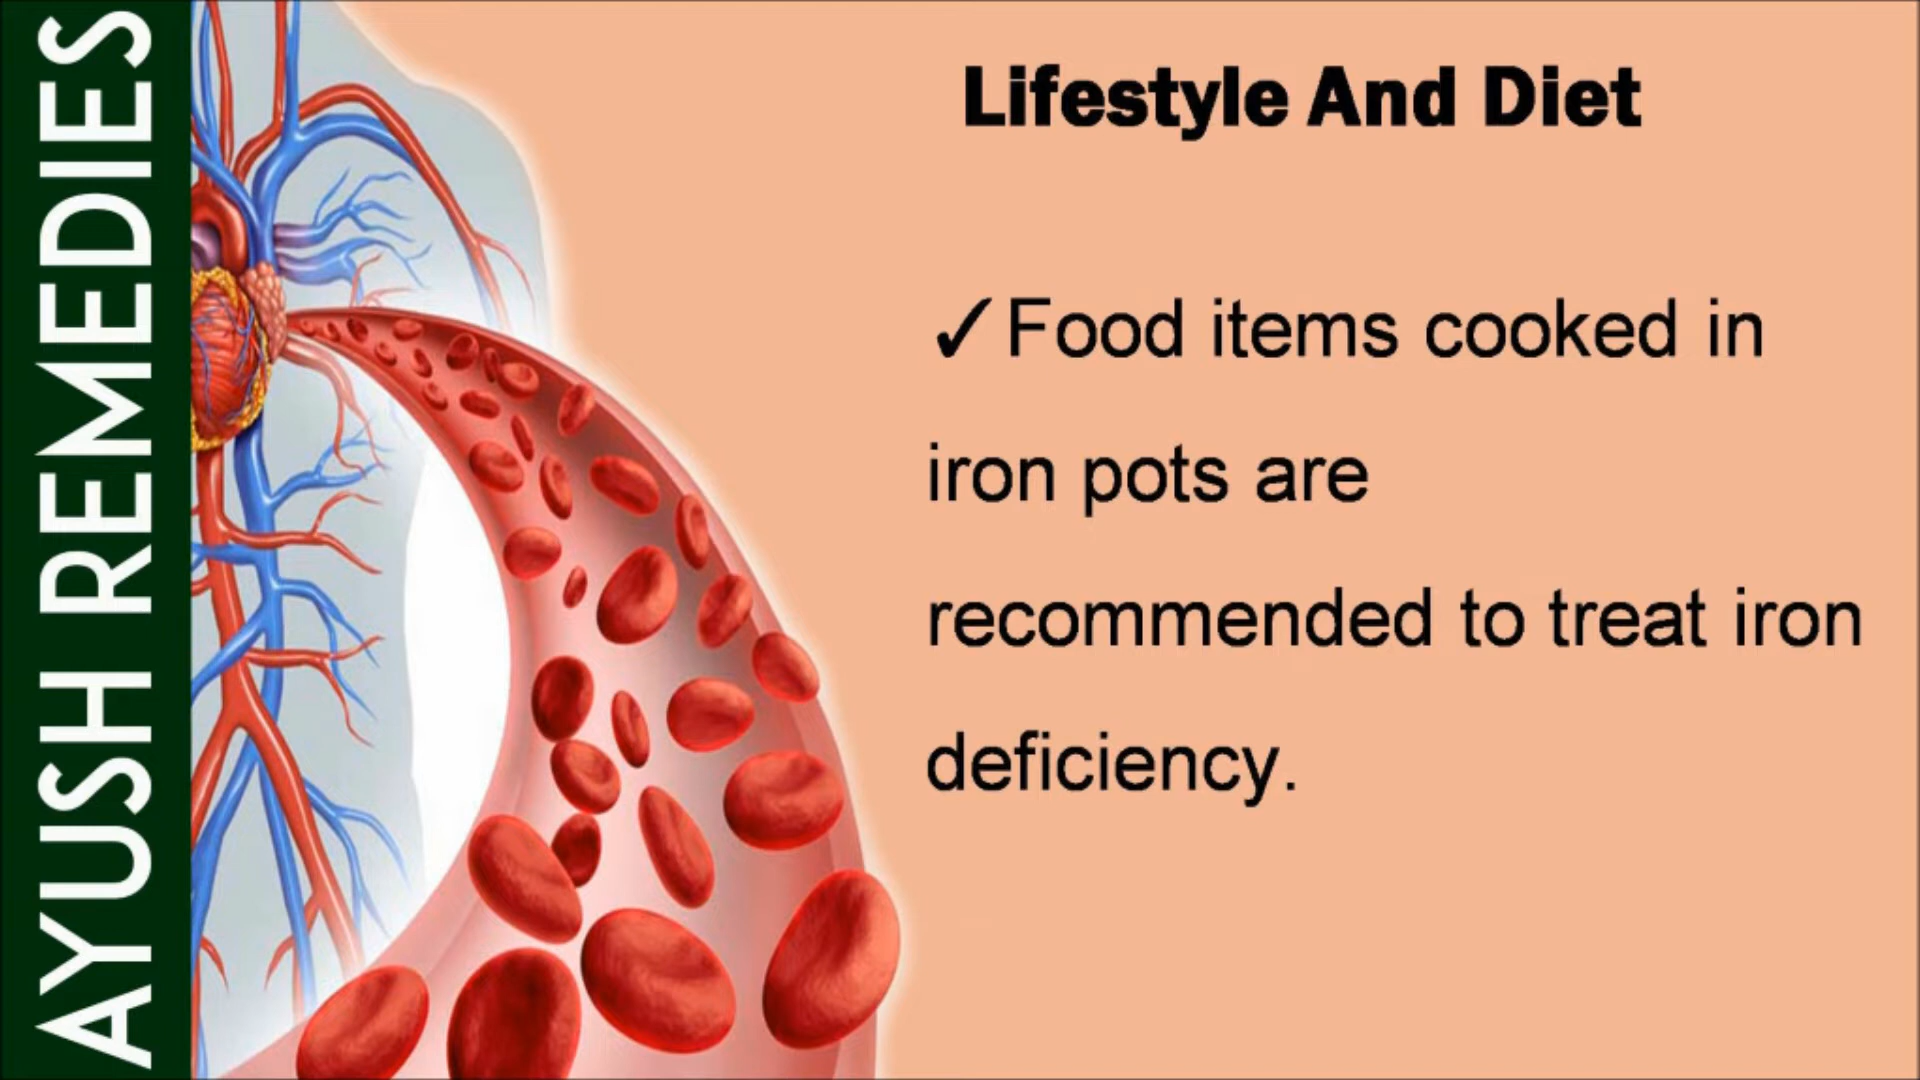 AYUSH REMEDIES
Lifestyle And Diet
✓Food items cooked in
iron pots are
recommended to treat iron
deficiency.